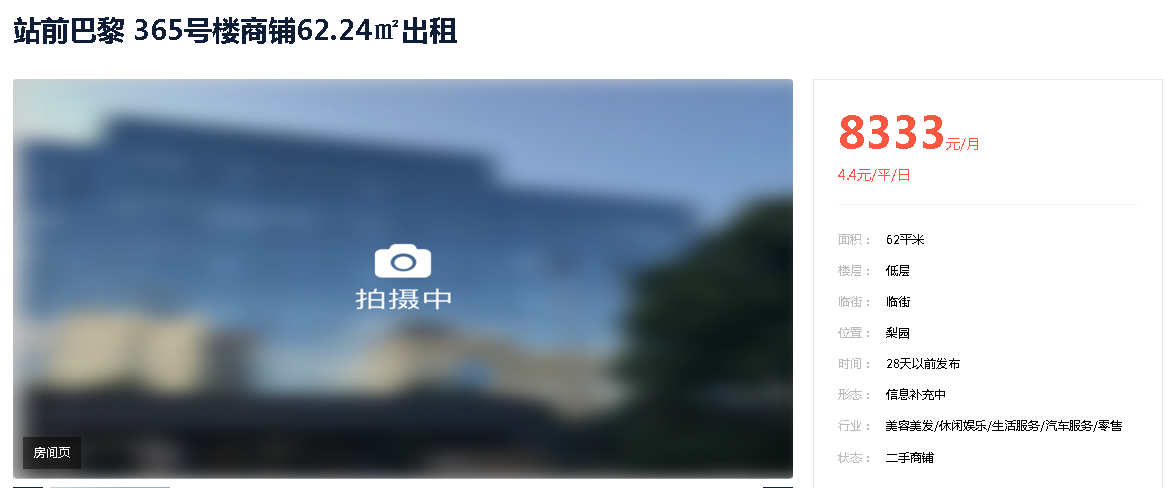 站前巴黎 365号楼商铺62.24㎡出租
拍摄中
房间页
8333元/月
4.4元/平/日
面积： 62平米
楼层： 低层
临街： 临街
位置： 梨园
时间： 28天以前发布
形态： 信息补充中
行业： 美容美发/休闲娱乐/生活服务/汽车服务/零售
状态： 二手商铺